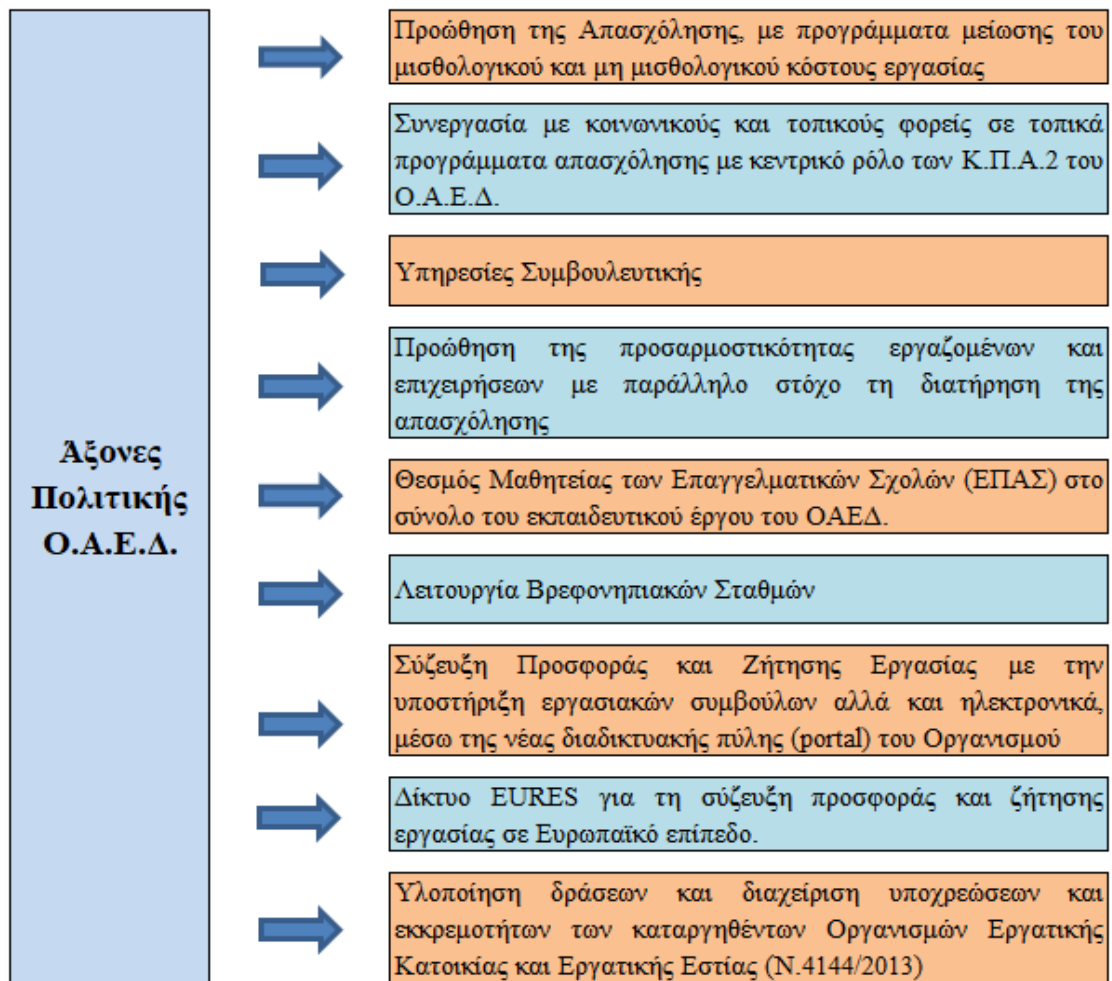 Άξονες
Πολιτικής
Ο.Α.Ε.Δ.
Προώθηση της Απασχόλησης, με προγράμματα μείωσης του
μισθολογικού και μη μισθολογικού κόστους εργασίας
Συνεργασία με κοινωνικούς και τοπικούς φορείς σε τοπικά
προγράμματα απασχόλησης με κεντρικό ρόλο των Κ.Π.Α.2 του
Ο.Α.Ε.Δ.
Υπηρεσίες Συμβουλευτικής
Προώθηση της προσαρμοστικότητας εργαζομένων και
επιχειρήσεων με παράλληλο στόχο τη διατήρηση της
απασχόλησης
Θεσμός Μαθητείας των Επαγγελματικών Σχολών (ΕΠΑΣ) στο
σύνολο του εκπαιδευτικού έργου του ΟΑΕΔ.
Λειτουργία Βρεφονηπιακών Σταθμών
Σύζευξη Προσφοράς και Ζήτησης Εργασίας με την
υποστήριξη εργασιακών συμβούλων αλλά και ηλεκτρονικά,
μέσω της νέας διαδικτυακής πύλης (portal) του Οργανισμού
Δίκτυο EURES για τη σύζευξη προσφοράς και ζήτησης
εργασίας σε Ευρωπαϊκό επίπεδο.
Υλοποίηση δράσεων και διαχείριση υποχρεώσεων και
εκκρεμοτήτων των καταργηθέντων Οργανισμών Εργατικής
Κατοικίας και Εργατικής Εστίας (Ν.4144/2013)